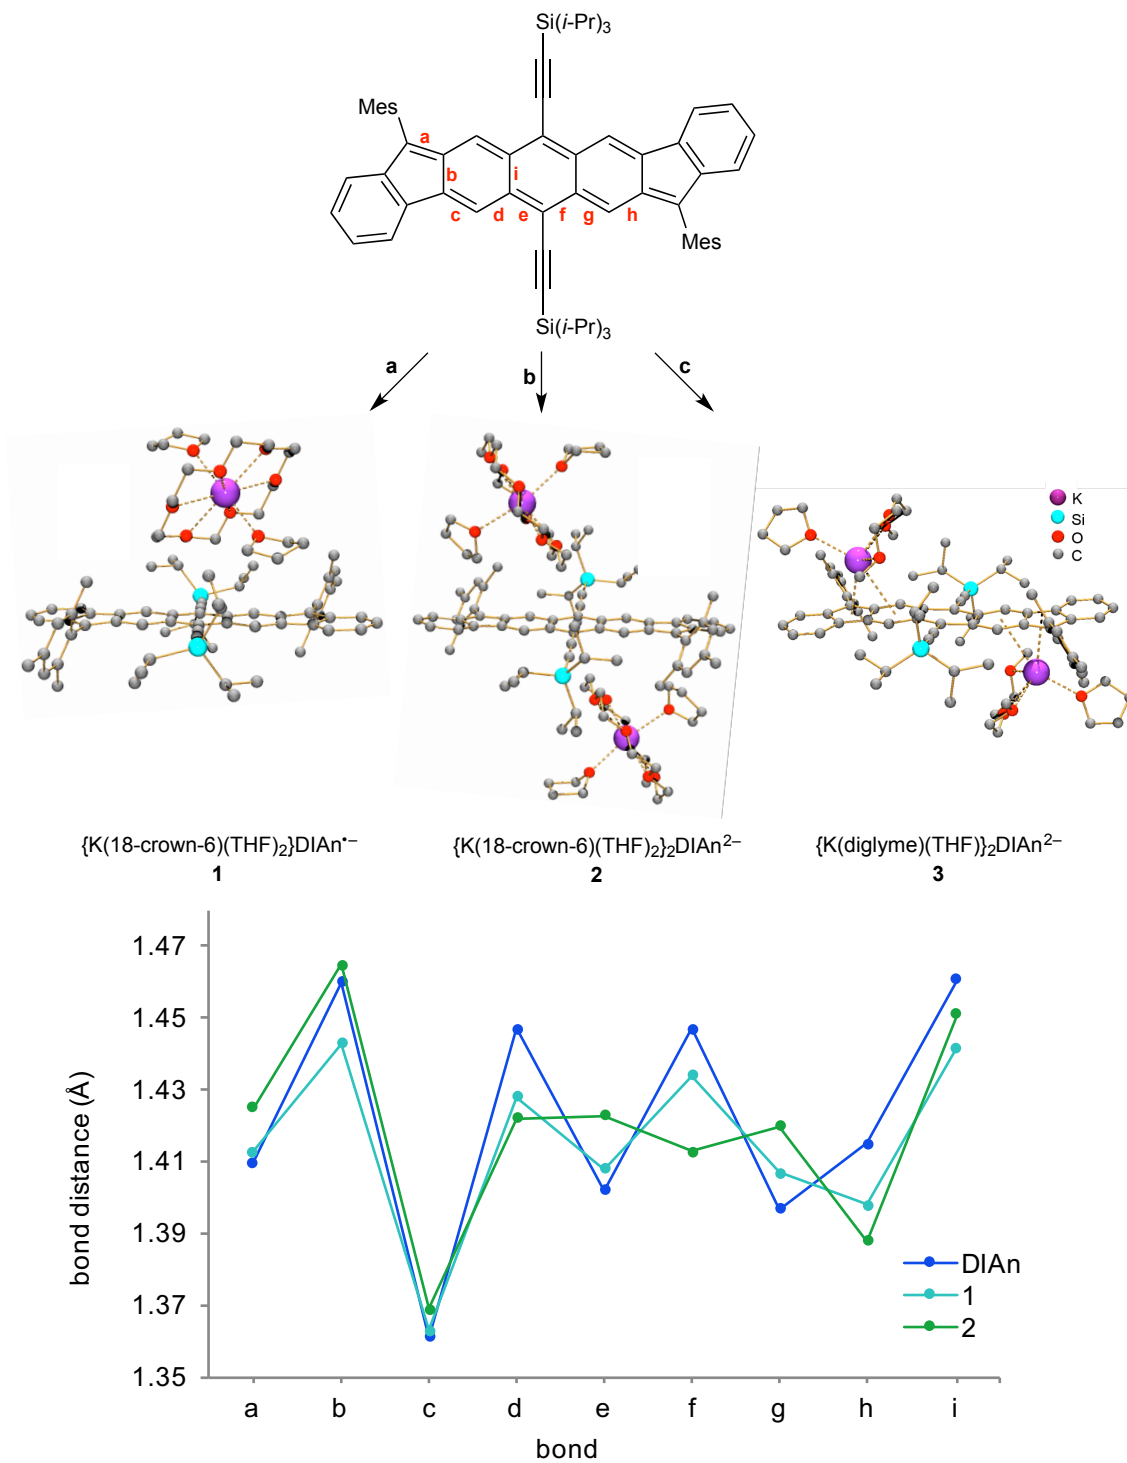 Si(i-Pr)3
Mes
a
b
i
c
d
e
f
g
h
Mes
Si(i-Pr)3
a
b
c
K
Si
O
C
{K(18-crown-6)(THF)2}DIAn•–
{K(18-crown-6)(THF)2}2DIAn2–
{K(diglyme)(THF)}2DIAn2–
1
2
3
1.47
1.45
1.43
1.41
1.39
1.37
1.35
bond distance (Å)
DIAn
1
2
a b c d e f g h i
bond